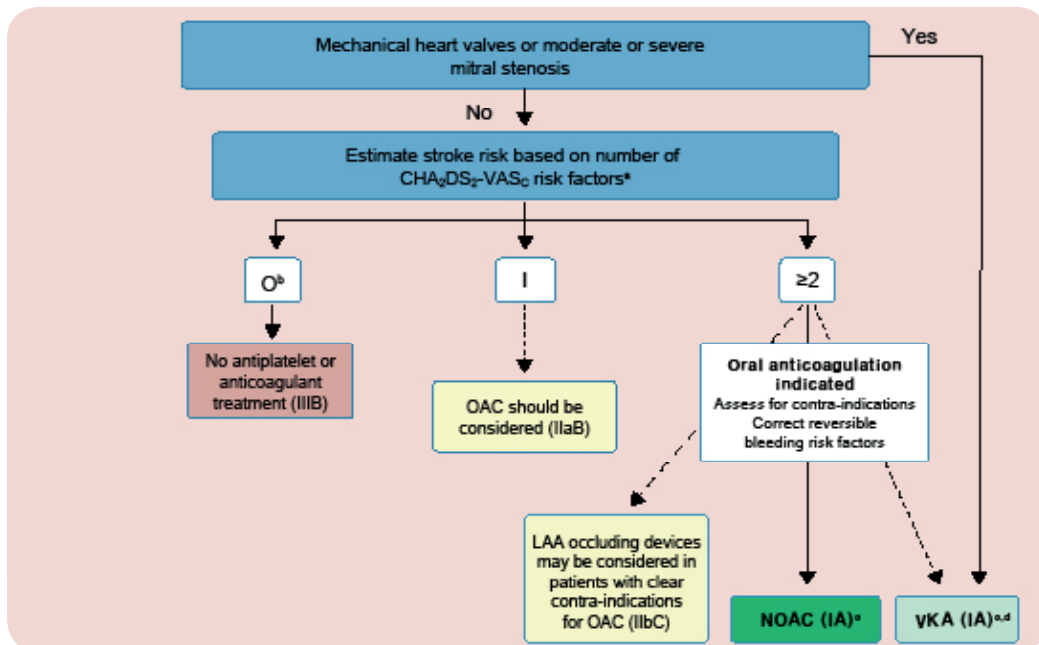 Mechanical heart valves or moderate or severe
mitral stenosis
Yes
No
Estimate stroke risk based on number of
CHA₂DS₂-VASc risk factorsᵃ
Oᵇ
I
≥2
No antiplatelet or
anticoagulant
treatment (IIIB)
OAC should be
considered (IIaB)
Oral anticoagulation
indicated
Assess for contra-indications
Correct reversible
bleeding risk factors
LAA occluding devices
may be considered in
patients with clear
contra-indications
for OAC (IIbC)
NOAC (IA)ᶜ
VKA (IA)ᶜ,ᵈ